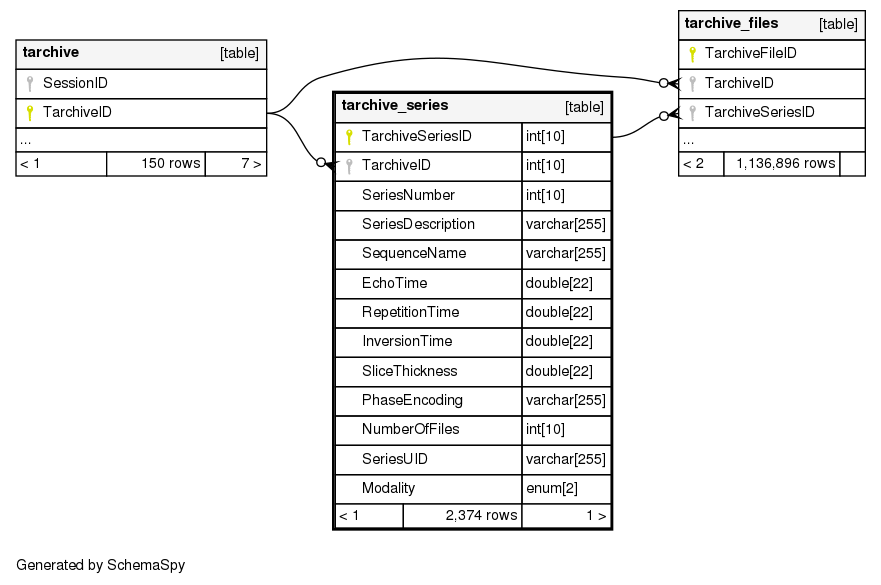 tarchive [table]
SessionID
TarchiveID
...
< 1 150 rows 7 >
tarchive_series [table]
TarchiveSeriesID int[10]
TarchiveID int[10]
SeriesNumber int[10]
SeriesDescription varchar[255]
SequenceName varchar[255]
EchoTime double[22]
RepetitionTime double[22]
InversionTime double[22]
SliceThickness double[22]
PhaseEncoding varchar[255]
NumberOfFiles int[10]
SeriesUID varchar[255]
Modality enum[2]
< 1 2,374 rows 1 >
tarchive_files [table]
TarchiveFileID
TarchiveID
TarchiveSeriesID
...
< 2 1,136,896 rows
Generated by SchemaSpy